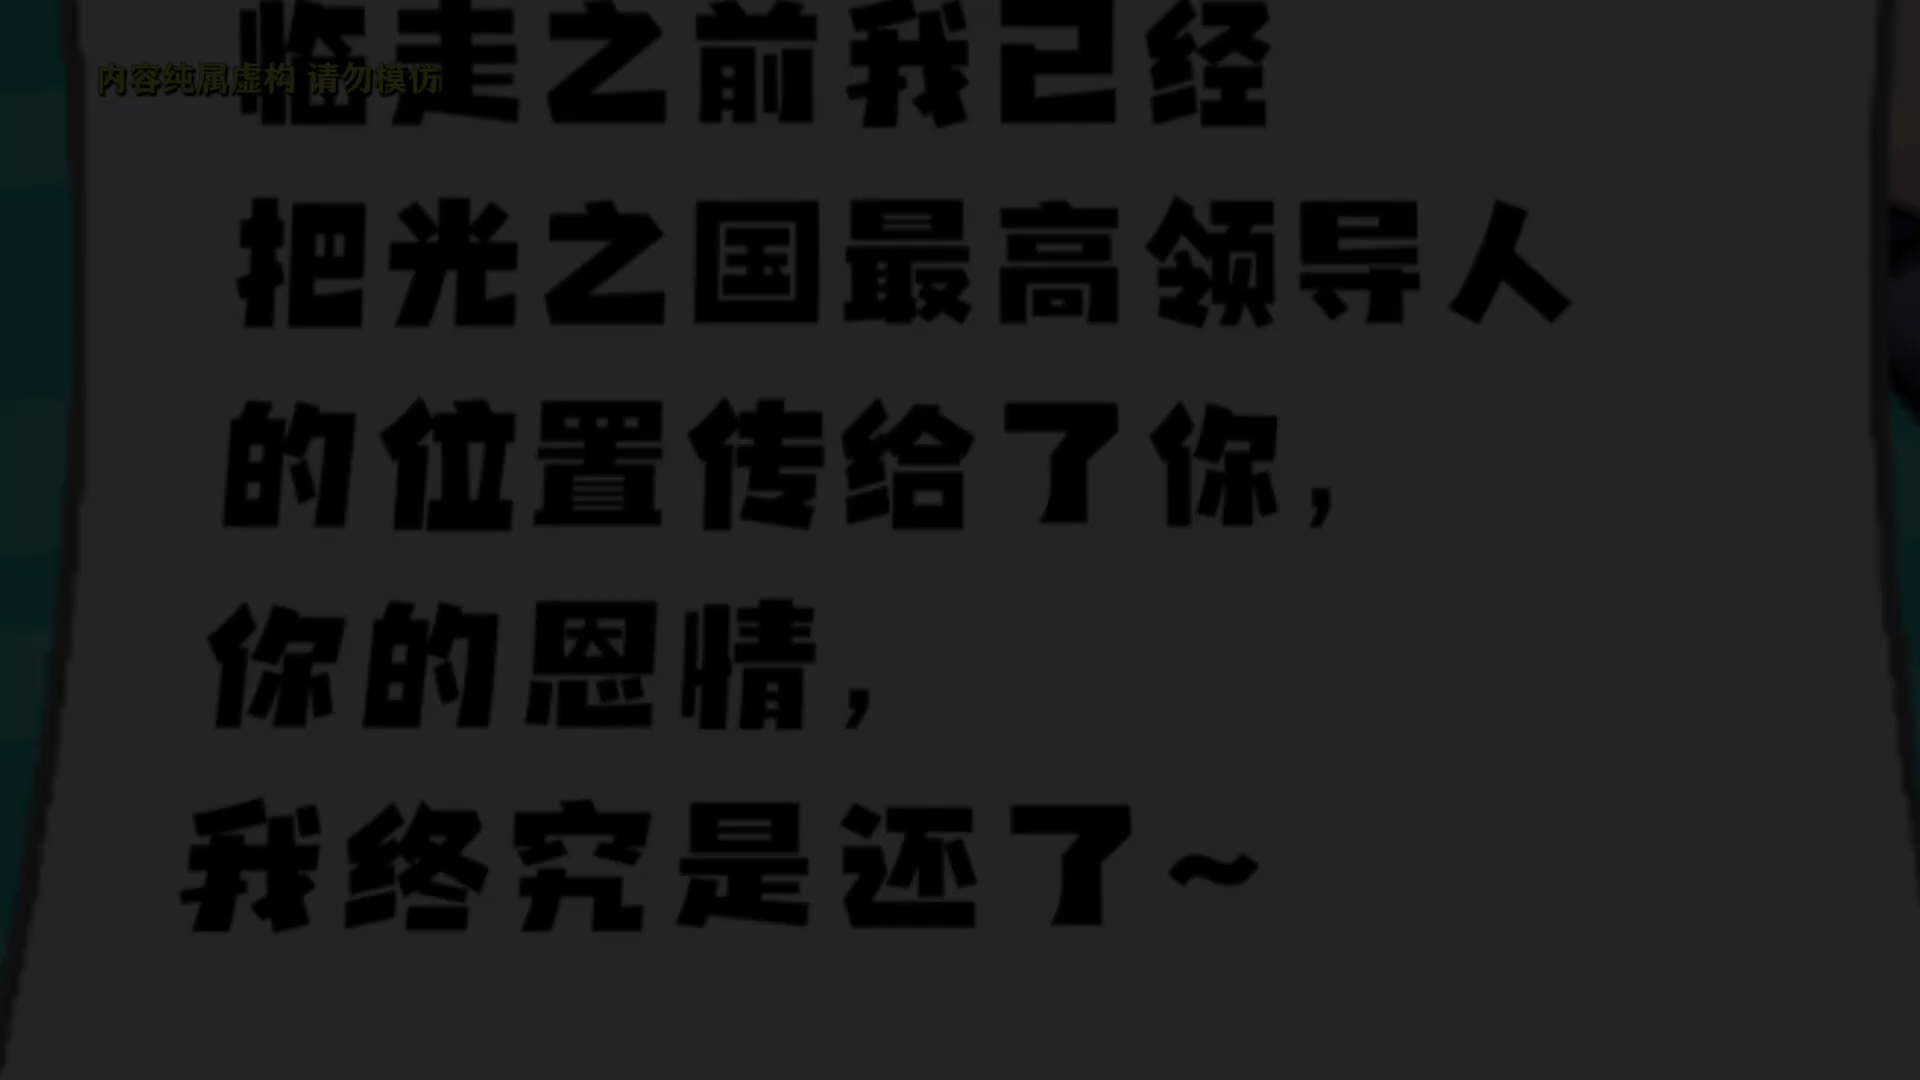 内容纯属虚构 请勿模仿
临走之前我已经
把光之国最高领导人
的位置传给了你，
你的恩情，
我终究是还了~